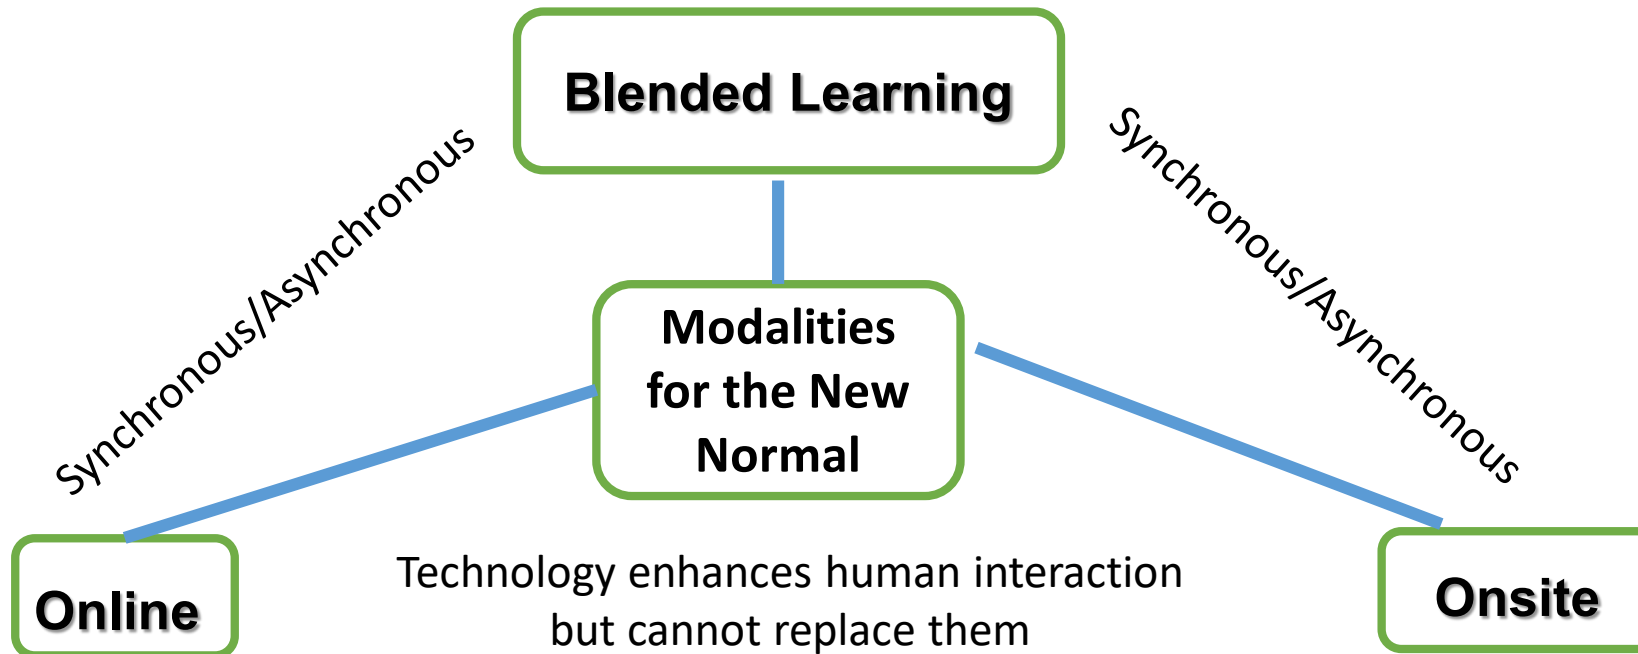 Blended Learning
Synchronous/Asynchronous
Synchronous/Asynchronous
Modalities
for the New
Normal
Online
Technology enhances human interaction
but cannot replace them
Onsite